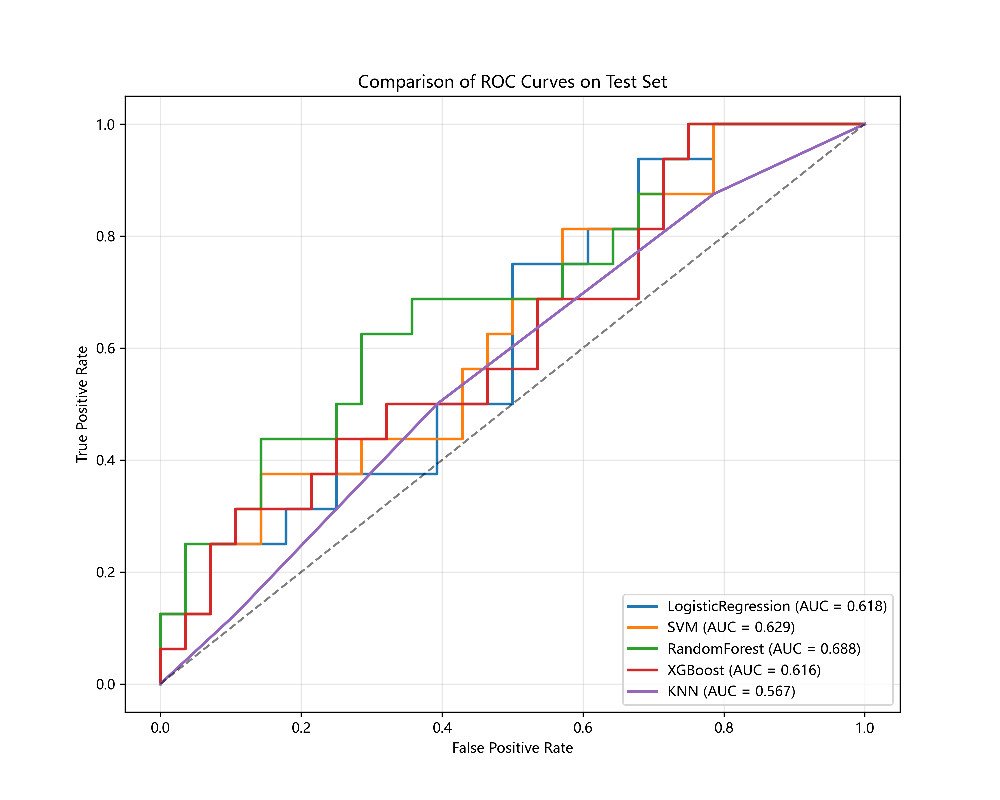 Comparison of ROC Curves on Test Set
True Positive Rate
1.0
0.8
0.6
0.4
0.2
0.0
0.0 0.2 0.4 0.6 0.8 1.0
False Positive Rate
LogisticRegression (AUC = 0.618)
SVM (AUC = 0.629)
RandomForest (AUC = 0.688)
XGBoost (AUC = 0.616)
KNN (AUC = 0.567)